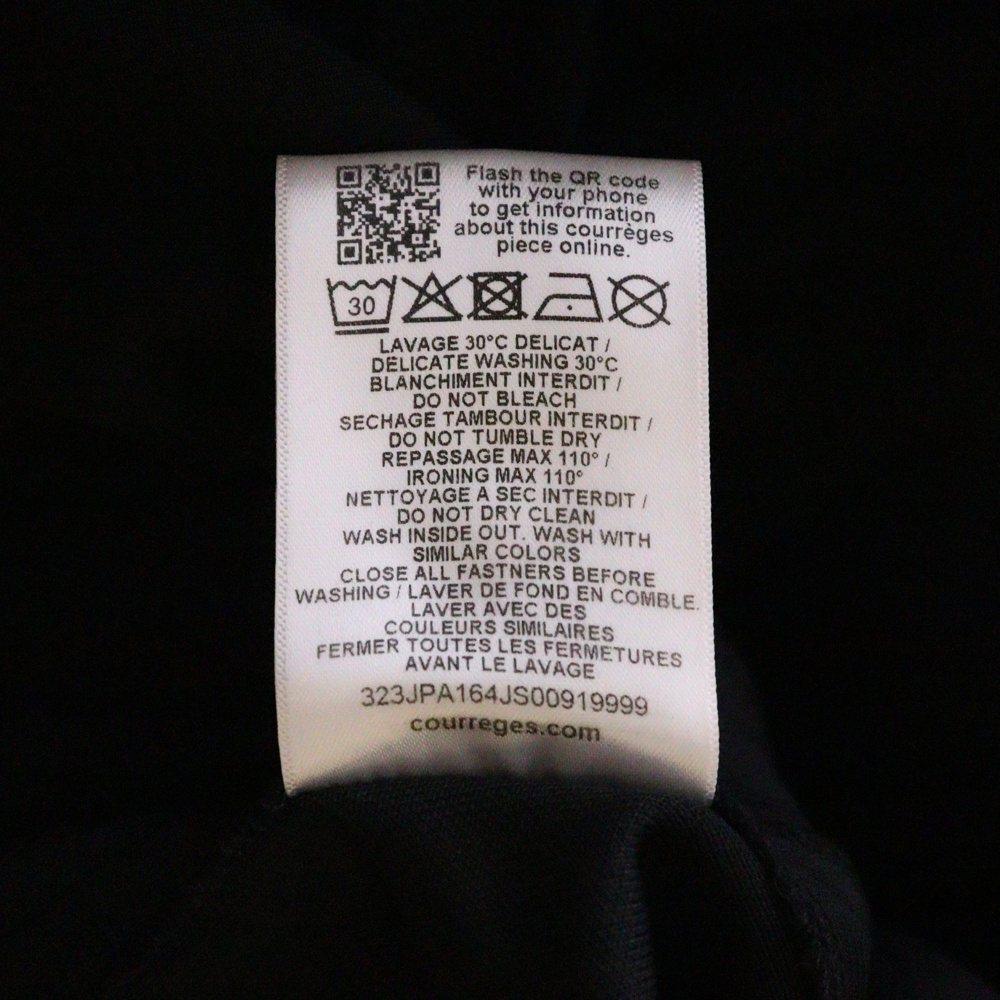 Flash the QR code
with your phone
to get information
about this courrèges
piece online.
30
LAVAGE 30°C DELICAT /
DELICATE WASHING 30°C
BLANCHIMENT INTERDIT /
DO NOT BLEACH
SECHAGE TAMBOUR INTERDIT /
DO NOT TUMBLE DRY
REPASSAGE MAX 110° /
IRONING MAX 110°
NETTOYAGE A SEC INTERDIT /
DO NOT DRY CLEAN
WASH INSIDE OUT. WASH WITH
SIMILAR COLORS
CLOSE ALL FASTNERS BEFORE
WASHING / LAVER DE FOND EN COMBLE.
LAVER AVEC DES
COULEURS SIMILAIRES
FERMER TOUTES LES FERMETURES
AVANT LE LAVAGE
323JPA164JS00919999
courreges.com